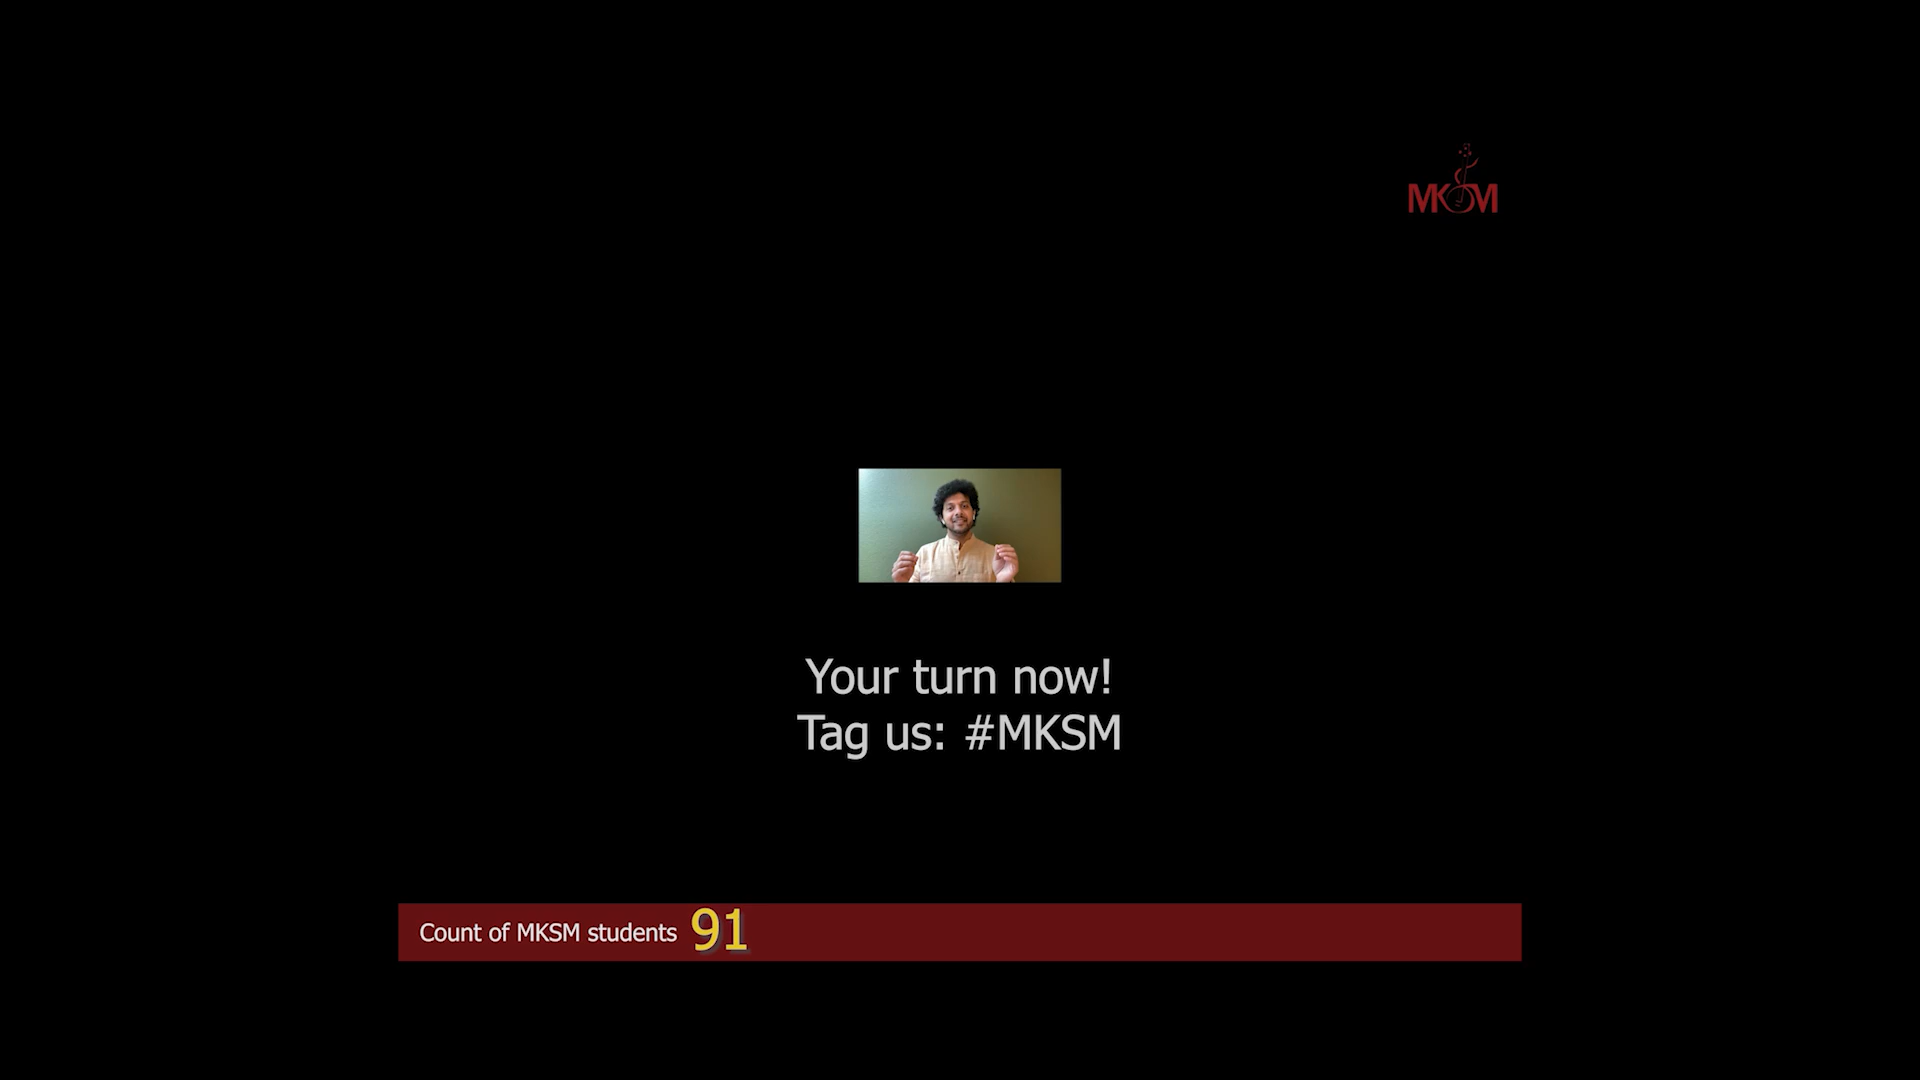 MKSM
Your turn now!
Tag us: #MKSM
Count of MKSM students 91